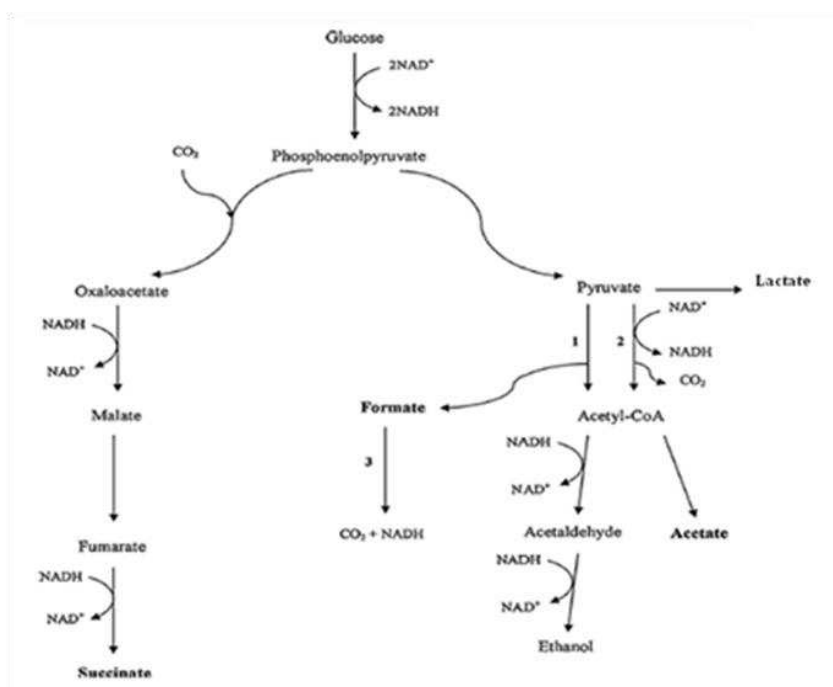 Glucose
2NAD⁺
2NADH
CO₂
Phosphoenolpyruvate
Oxaloacetate
Pyruvate
Lactate
NADH
NAD⁺
1
2
NAD⁺
NADH
CO₂
Malate
Formate
Acetyl-CoA
NADH
NAD⁺
3
Fumarate
CO₂ + NADH
Acetaldehyde
Acetate
NADH
NAD⁺
NADH
NAD⁺
Ethanol
Succinate